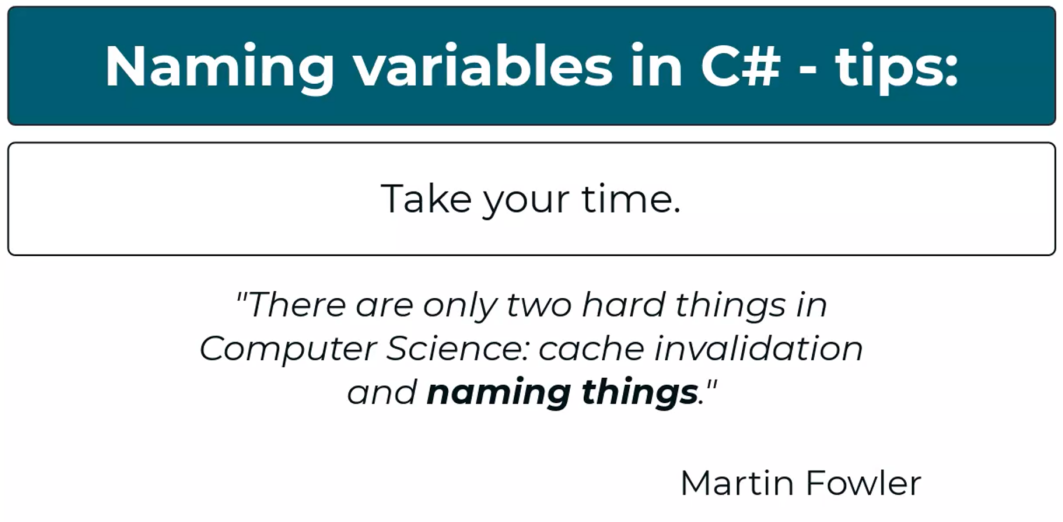 Naming variables in C# - tips:
Take your time.
"There are only two hard things in
Computer Science: cache invalidation
and naming things."
Martin Fowler